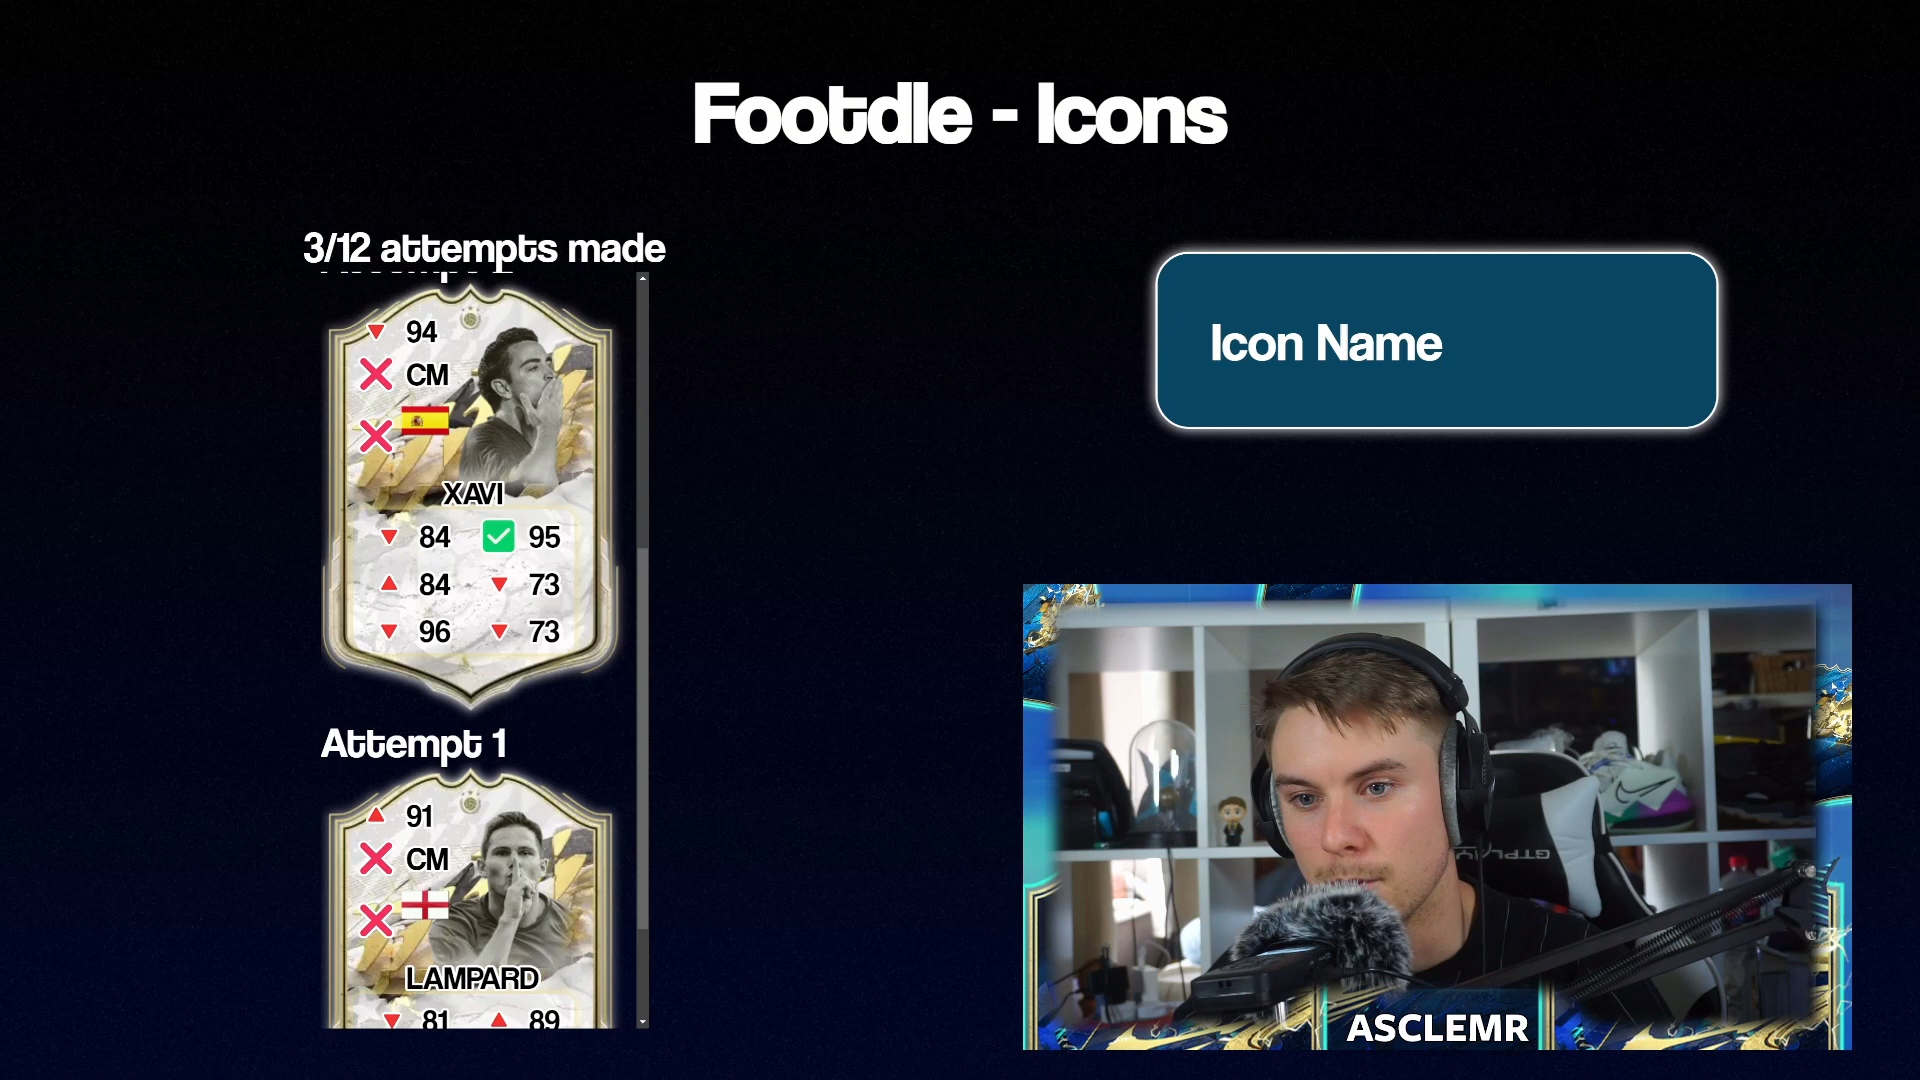 Footdle - Icons
3/12 attempts made
94
CM
XAVI
84 95
84 73
96 73
Attempt 1
91
CM
LAMPARD
81 89
Icon Name
GTPLAY
ASCLEMR